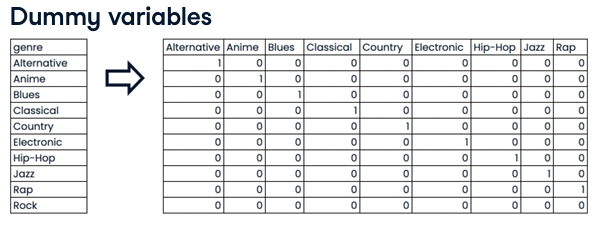 Dummy variables
genre Alternative Anime Blues Classical Country Electronic Hip-Hop Jazz Rap
Alternative 1 0 0 0 0 0 0 0 0
Anime 0 1 0 0 0 0 0 0 0
Blues 0 0 1 0 0 0 0 0 0
Classical 0 0 0 1 0 0 0 0 0
Country 0 0 0 0 1 0 0 0 0
Electronic 0 0 0 0 0 1 0 0 0
Hip-Hop 0 0 0 0 0 0 1 0 0
Jazz 0 0 0 0 0 0 0 1 0
Rap 0 0 0 0 0 0 0 0 1
Rock 0 0 0 0 0 0 0 0 0